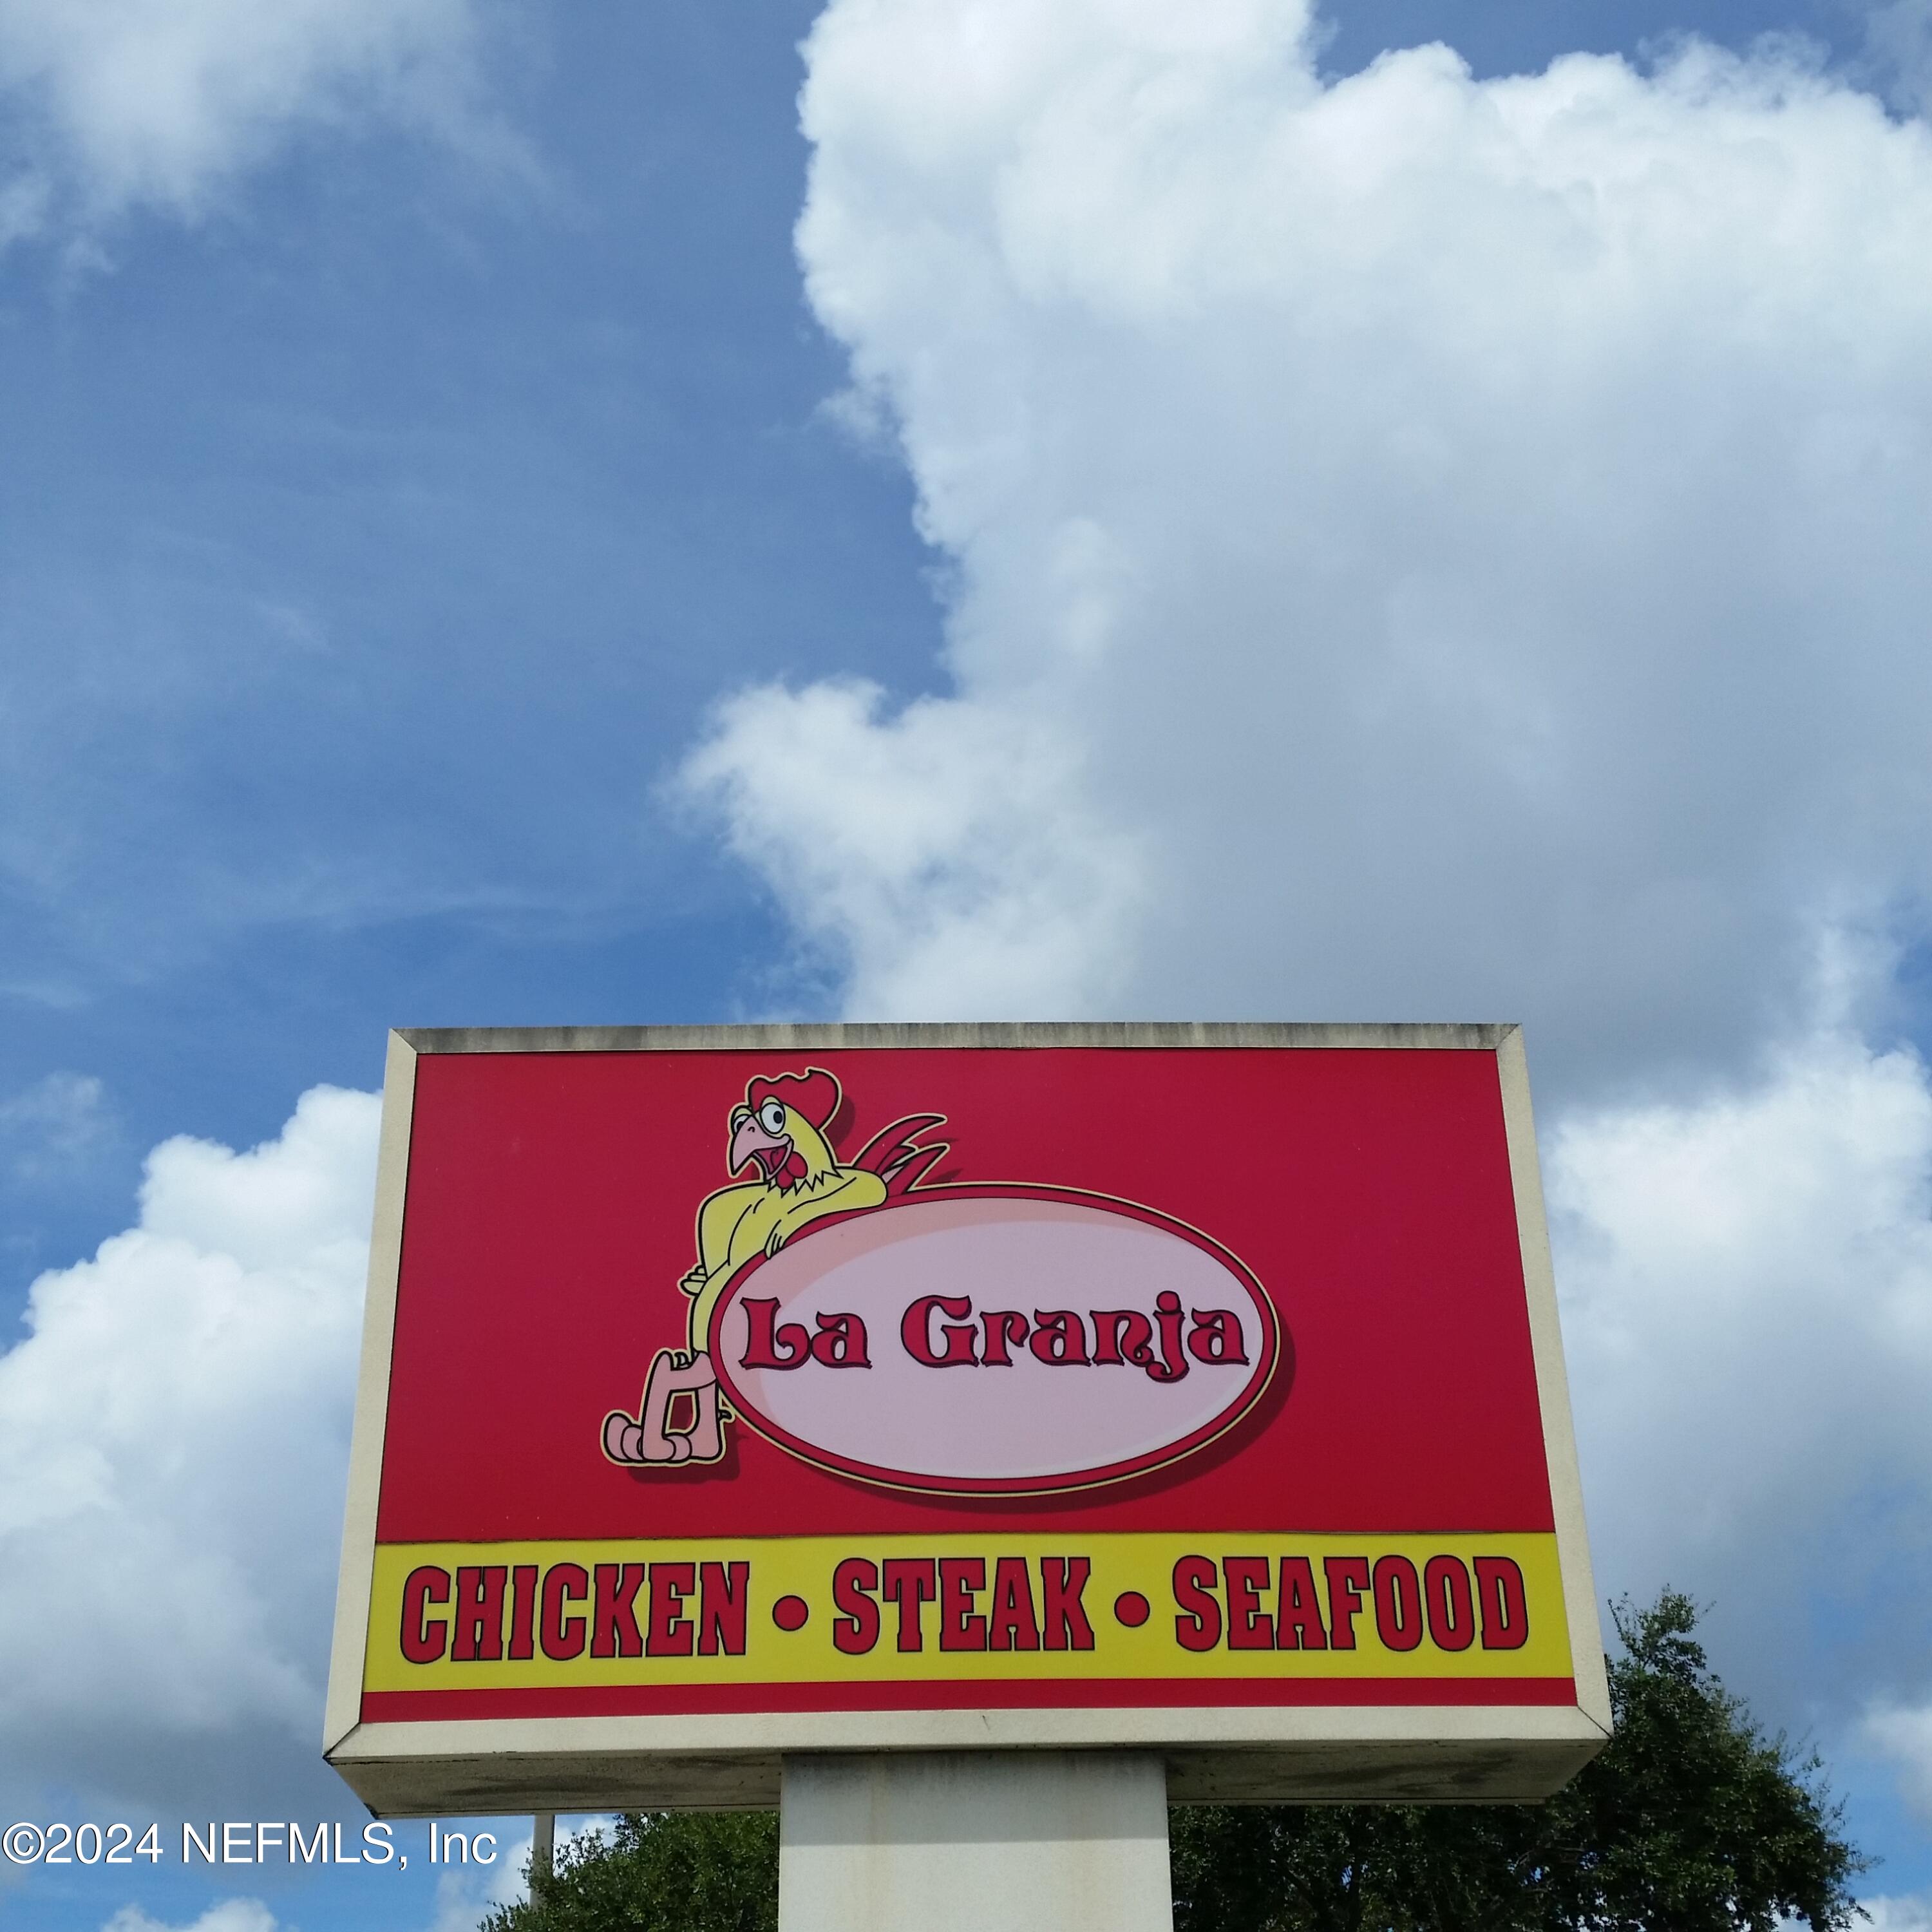 La Granja
CHICKEN • STEAK • SEAFOOD
©2024 NEFMLS, Inc